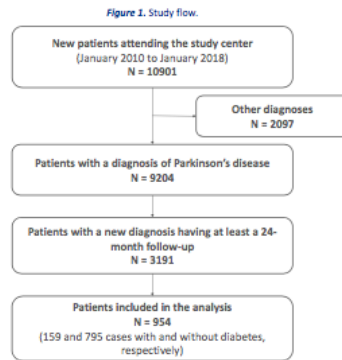 Figure 1. Study flow.
New patients attending the study center
(January 2010 to January 2018)
N = 10901
Other diagnoses
N = 2097
Patients with a diagnosis of Parkinson's disease
N = 9204
Patients with a new diagnosis having at least a 24-
month follow-up
N = 3191
Patients included in the analysis
N = 954
(159 and 795 cases with and without diabetes,
respectively)